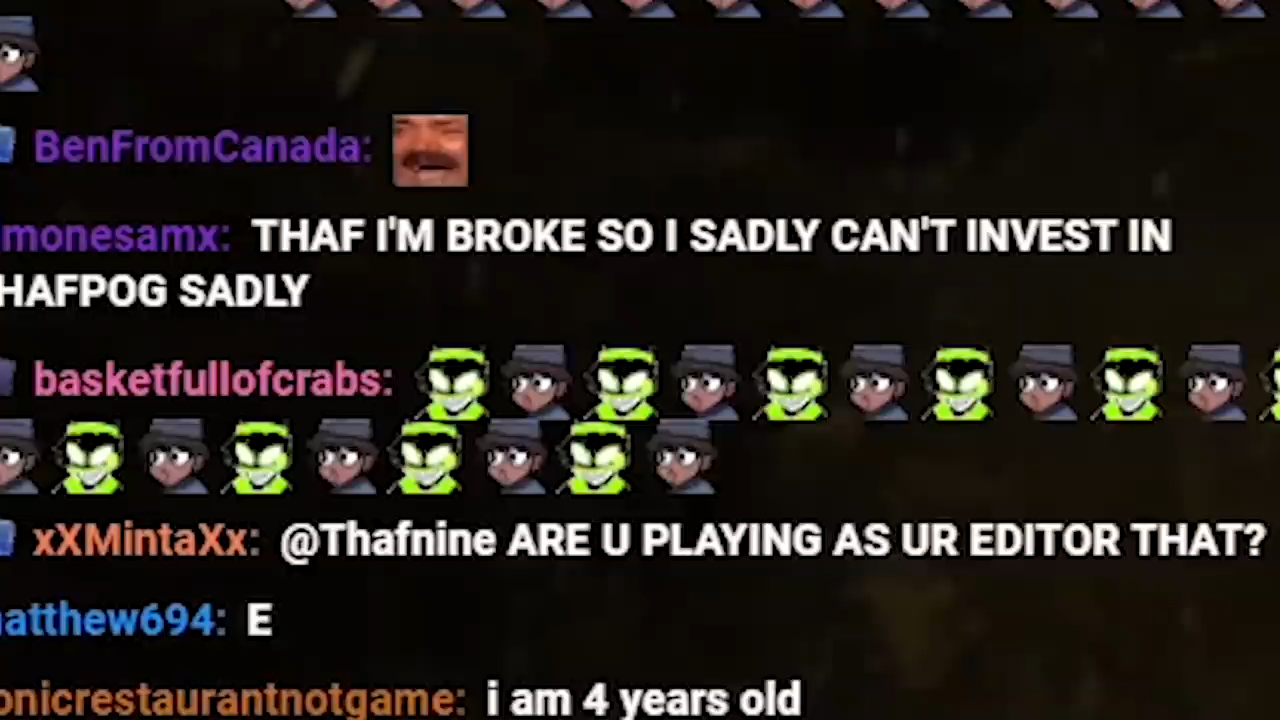 BenFromCanada:
monesamx: THAF I'M BROKE SO I SADLY CAN'T INVEST IN
HAFPOG SADLY
basketfullofcrabs:
xXMintaXx: @Thafnine ARE U PLAYING AS UR EDITOR THAT?
atthew694: E
onicrestaurantnotgame: i am 4 years old